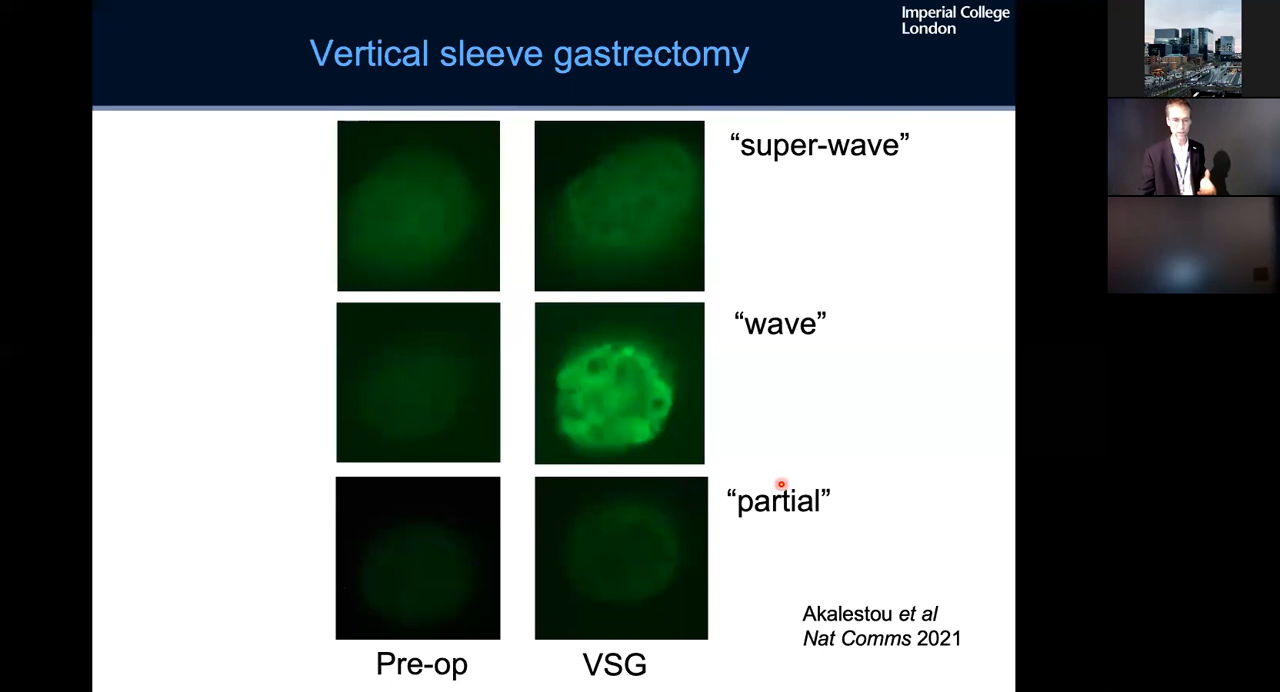 Imperial College
London
Vertical sleeve gastrectomy
“super-wave”
“wave”
“partial”
Akalestou et al
Nat Comms 2021
Pre-op
VSG